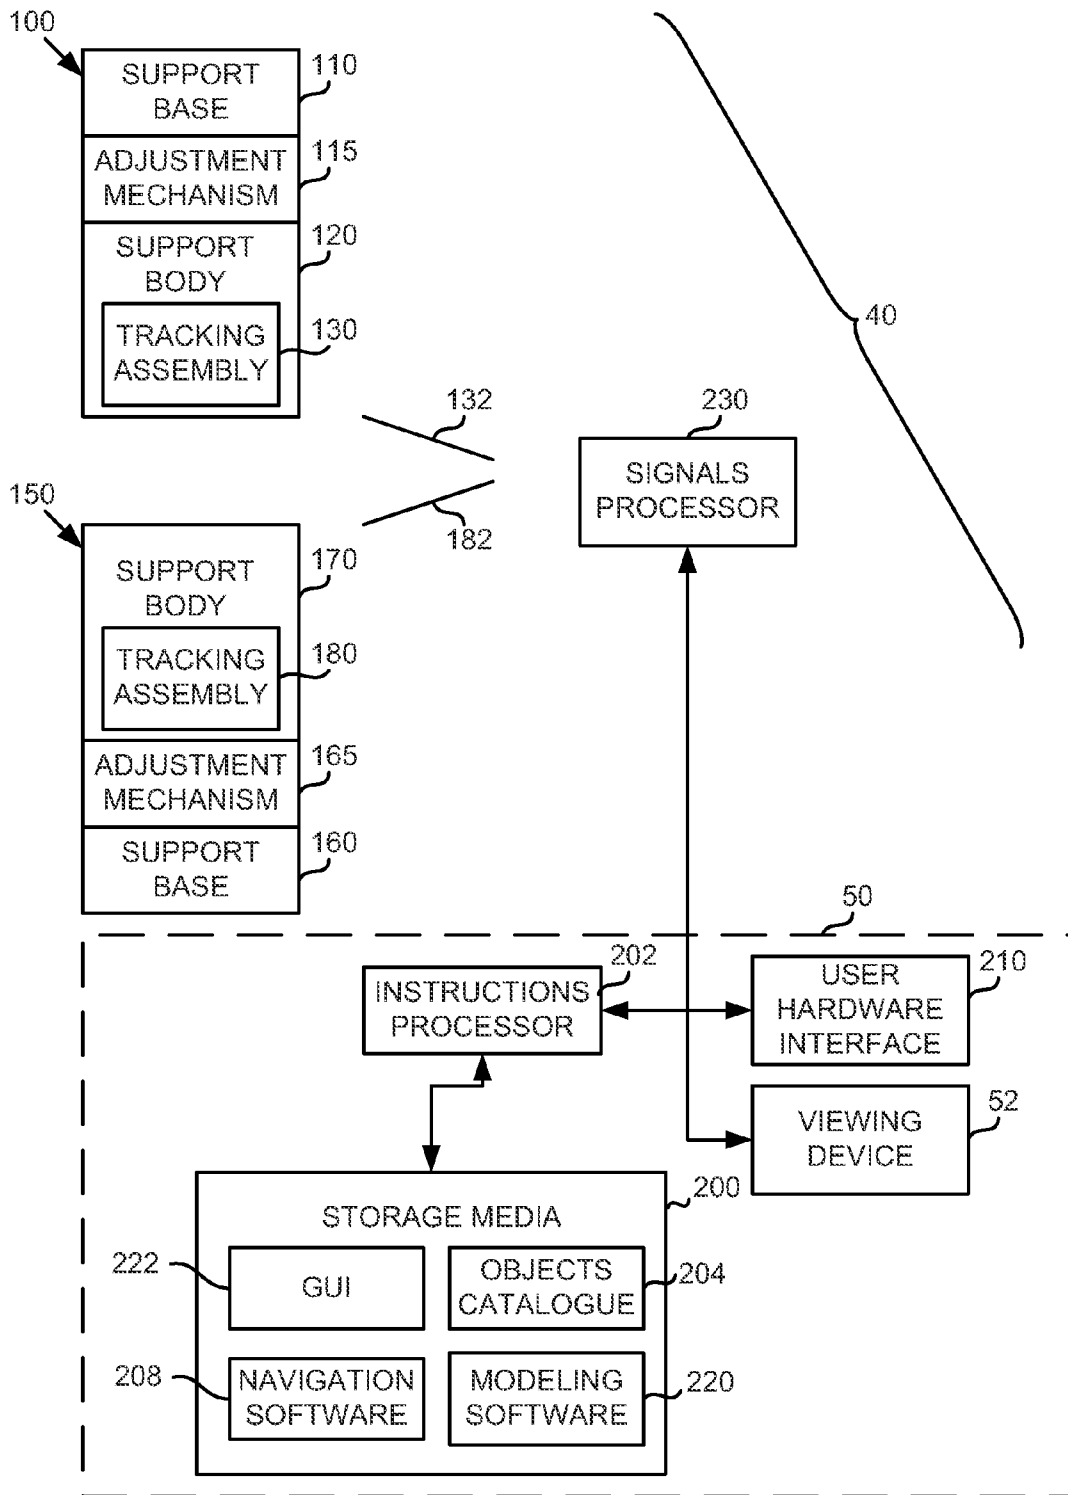 100
SUPPORT
BASE
110
ADJUSTMENT
MECHANISM
115
SUPPORT
BODY
120
TRACKING
ASSEMBLY
130
40
132
230
SIGNALS
PROCESSOR
150
182
SUPPORT
BODY
170
TRACKING
ASSEMBLY
180
ADJUSTMENT
MECHANISM
165
SUPPORT
BASE
160
50
INSTRUCTIONS
PROCESSOR
202
USER
HARDWARE
INTERFACE
210
VIEWING
DEVICE
52
STORAGE MEDIA
200
222
GUI
OBJECTS
CATALOGUE
204
208
NAVIGATION
SOFTWARE
MODELING
SOFTWARE
220